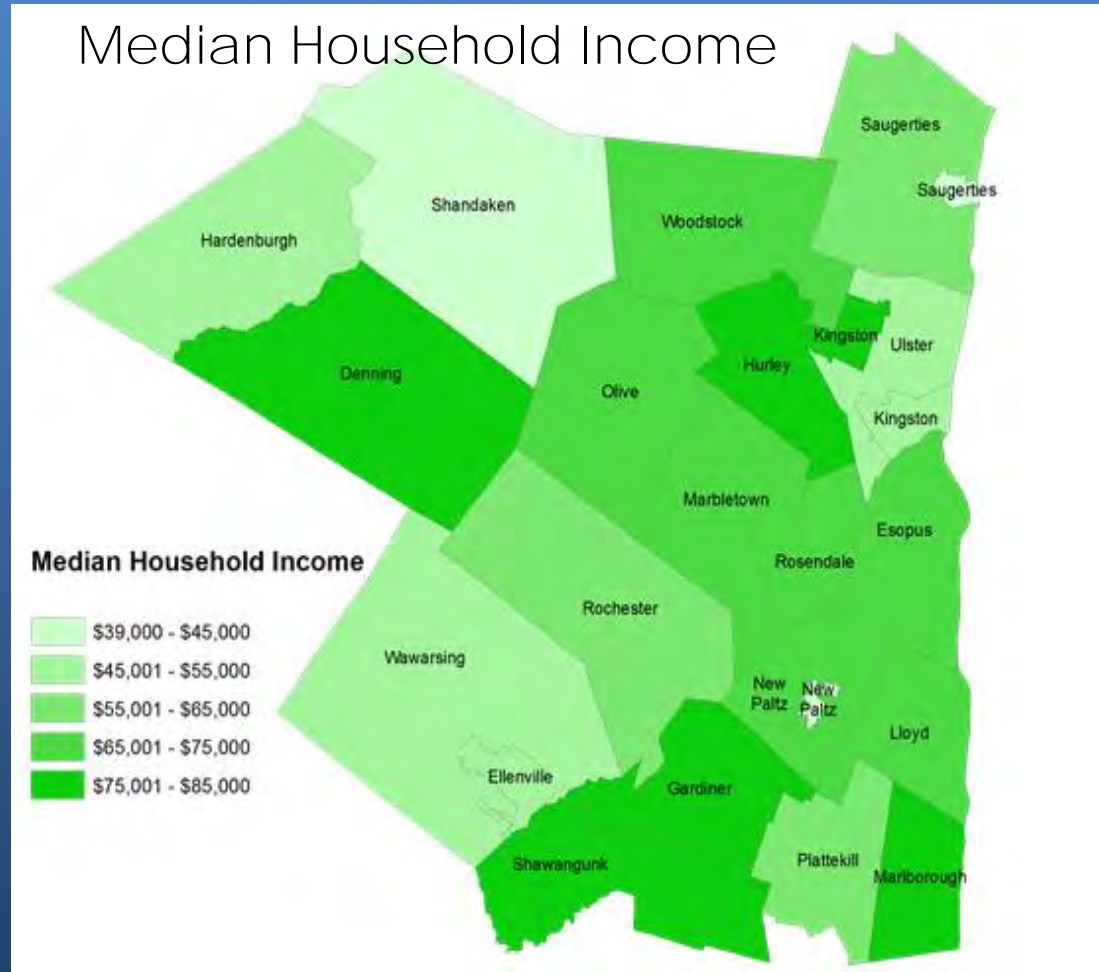 Median Household Income
Saugerties
Saugerties
Shandaken
Woodstock
Hardenburgh
Kingston
Ulster
Hurley
Denning
Olive
Kingston
Marbletown
Esopus
Rosendale
Median Household Income
$39,000 - $45,000
$45,001 - $55,000
$55,001 - $65,000
$65,001 - $75,000
$75,001 - $85,000
Rochester
Wawarsing
New
Paltz
New
Paltz
Lloyd
Ellenville
Gardiner
Shawangunk
Plattekill
Marlborough